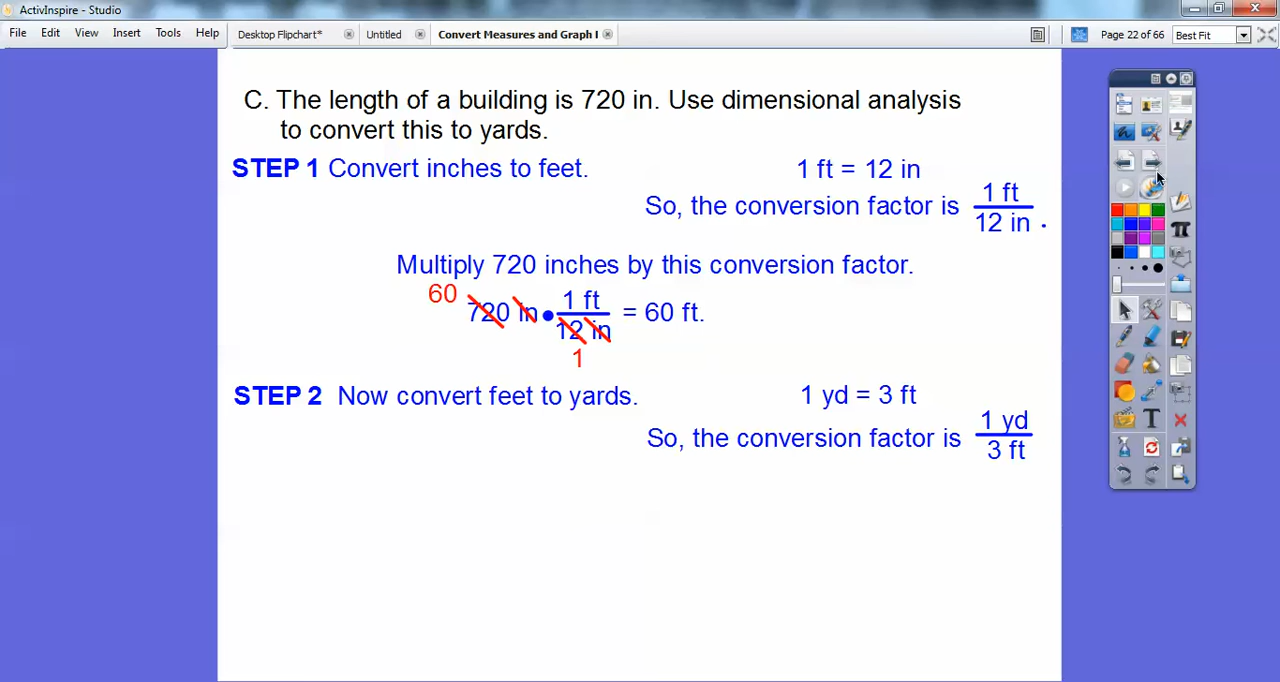 ActivInspire - Studio
File Edit View Insert Tools Help
Desktop Flipchart* Untitled Convert Measures and Graph I
Page 22 of 66 Best Fit
C. The length of a building is 720 in. Use dimensional analysis
to convert this to yards.
STEP 1 Convert inches to feet. 1 ft = 12 in
So, the conversion factor is 1 ft
12 in .
Multiply 720 inches by this conversion factor.
60
720 in • 1 ft = 60 ft.
12 in
1
STEP 2 Now convert feet to yards. 1 yd = 3 ft
So, the conversion factor is 1 yd
3 ft